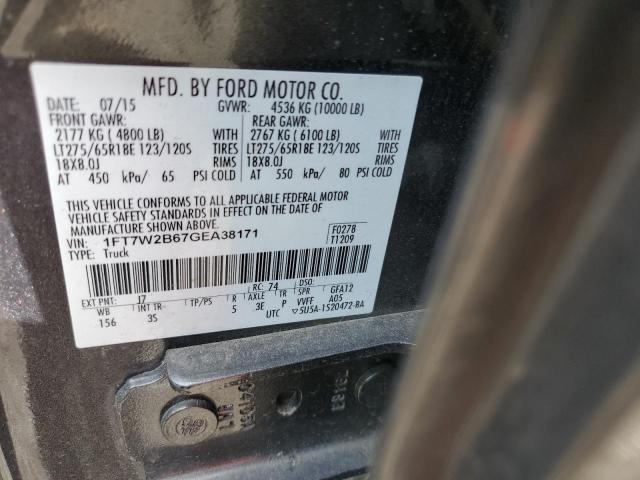 MFD. BY FORD MOTOR CO.
DATE: 07/15 GVWR: 4536 KG (10000 LB)
FRONT GAWR: REAR GAWR:
2177 KG ( 4800 LB) WITH 2767 KG ( 6100 LB) WITH
LT275/65R18E 123/120S TIRES LT275/65R18E 123/120S TIRES
18X8.0J RIMS 18X8.0J RIMS
AT 450 kPa/ 65 PSI COLD AT 550 kPa/ 80 PSI COLD
THIS VEHICLE CONFORMS TO ALL APPLICABLE FEDERAL MOTOR
VEHICLE SAFETY STANDARDS IN EFFECT ON THE DATE OF
MANUFACTURE SHOWN ABOVE.
VIN: 1FT7W2B67GEA38171 F0278
TYPE: Truck T1209
EXT PNT: J7 RC: 74 DSO:
WB INT TR TP/PS R AXLE TR SPR GFA12
156 3S 5 3E P VVFF A05
UTC ▽5U5A-1520472-BA